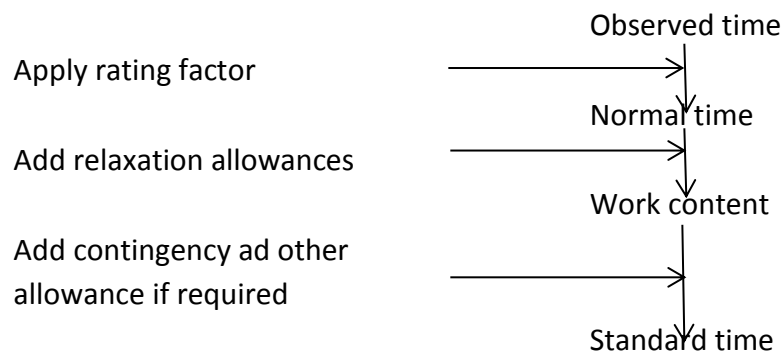 Observed time
Apply rating factor
Normal time
Add relaxation allowances
Work content
Add contingency ad other
allowance if required
Standard time